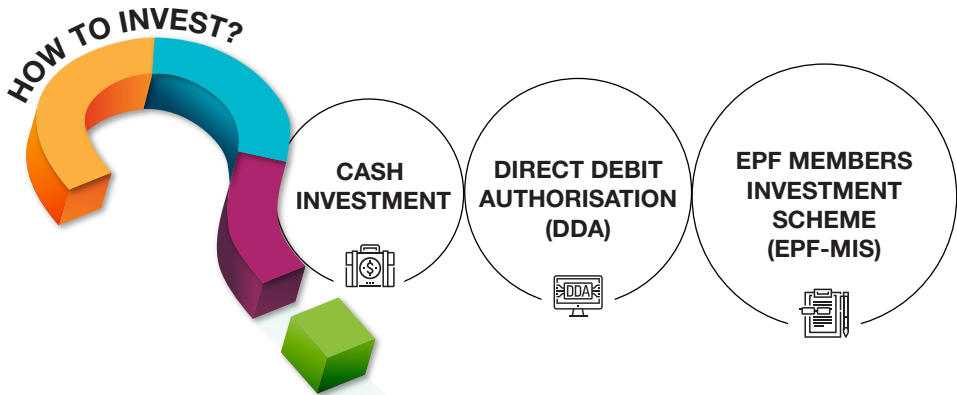 HOW TO INVEST?
CASH
INVESTMENT
$
DIRECT DEBIT
AUTHORISATION
(DDA)
DDA
EPF MEMBERS
INVESTMENT
SCHEME
(EPF-MIS)